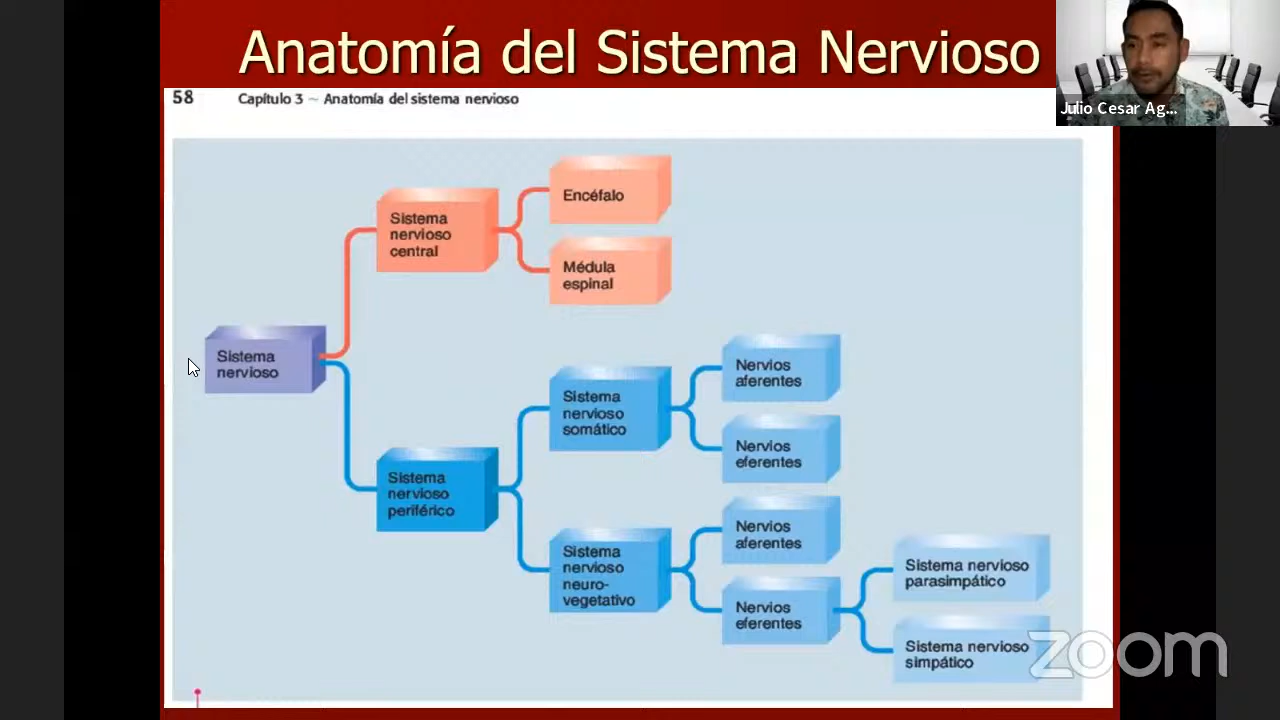 Anatomía del Sistema Nervioso
Julio Cesar Ag...
58 Capítulo 3 ~ Anatomía del sistema nervioso
Sistema
nervioso
Sistema
nervioso
central
Encéfalo
Médula
espinal
Sistema
nervioso
periférico
Sistema
nervioso
somático
Nervios
aferentes
Nervios
eferentes
Sistema
nervioso
neuro-
vegetativo
Nervios
aferentes
Nervios
eferentes
Sistema nervioso
parasimpático
Sistema nervioso
simpático
zoom